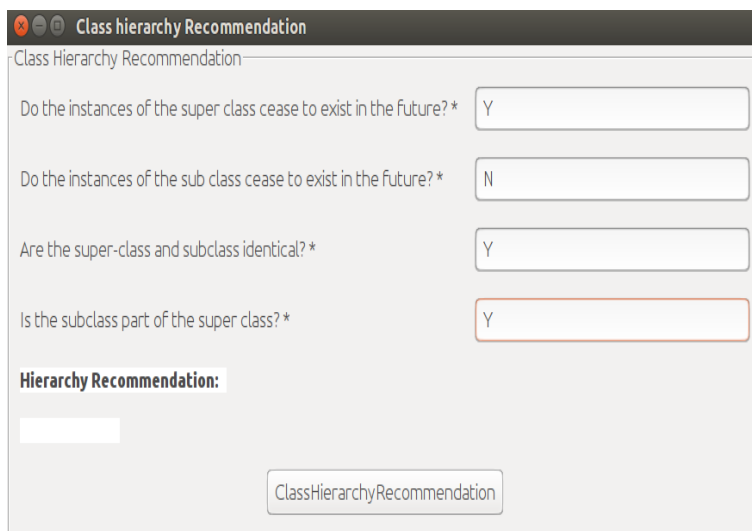 Class hierarchy Recommendation
Class Hierarchy Recommendation
Do the instances of the super class cease to exist in the future? * Y
Do the instances of the sub class cease to exist in the future? * N
Are the super-class and subclass identical? * Y
Is the subclass part of the super class? * Y
Hierarchy Recommendation:
ClassHierarchyRecommendation